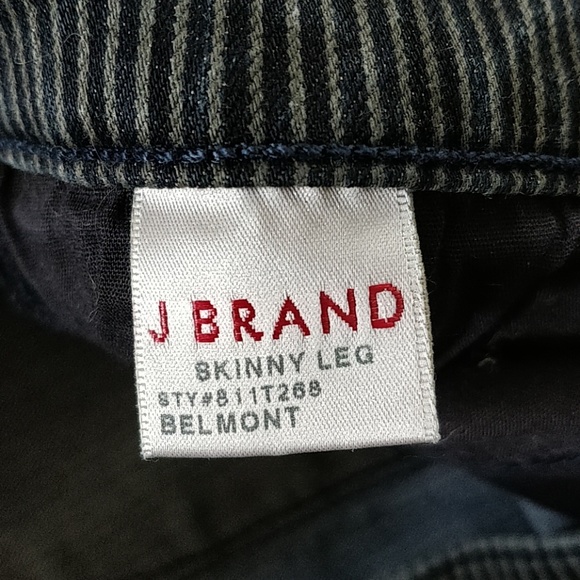 J BRAND
SKINNY LEG
STY#811T268
BELMONT